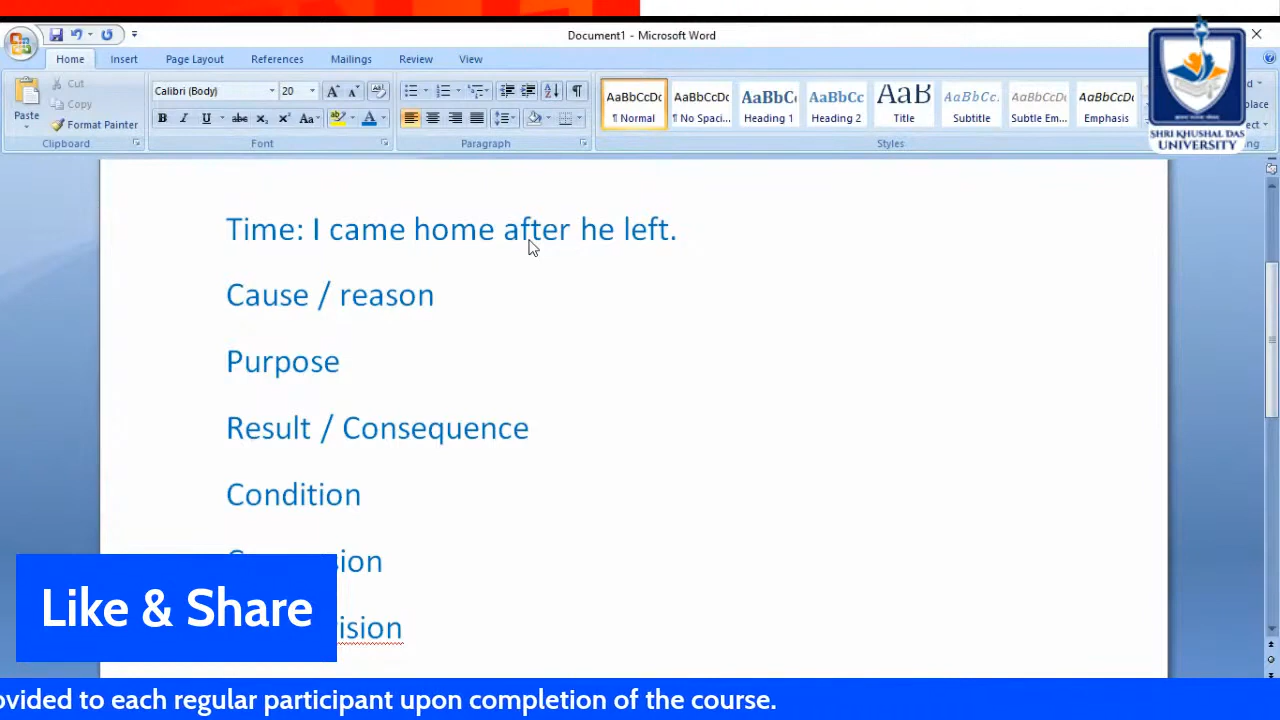 Document1 - Microsoft Word
Home Insert Page Layout References Mailings Review View
Cut
Copy
Paste
Format Painter
Clipboard
Calibri (Body) 20
Font
Paragraph
AaBbCcDc AaBbCcDc AaBbC AaBbCc AaB AaBbCc. AaBbCcDc AaBbCcDc
¶ Normal ¶ No Spaci... Heading 1 Heading 2 Title Subtitle Subtle Em... Emphasis
Styles
SHRI KHUSHAL DAS
UNIVERSITY
Time: I came home after he left.
Cause / reason
Purpose
Result / Consequence
Condition
Like & Share
ovided to each regular participant upon completion of the course.